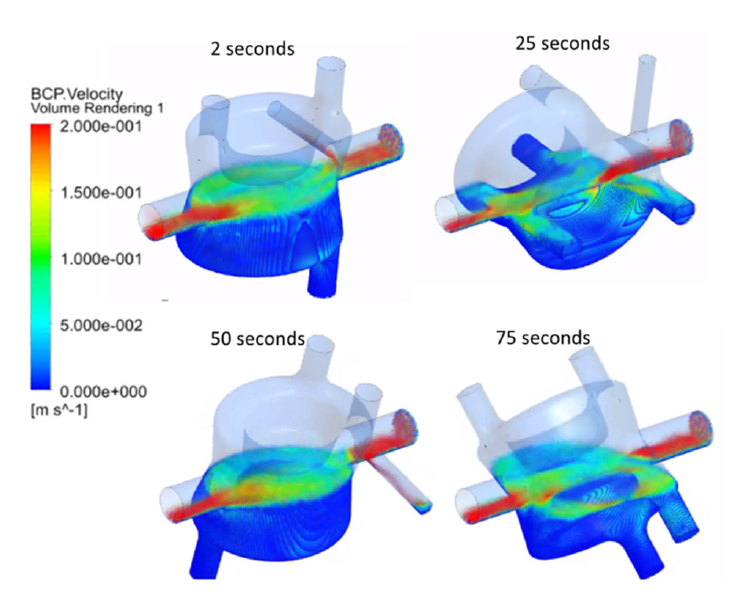 2 seconds
25 seconds
BCP.Velocity
Volume Rendering 1
2.000e-001
1.500e-001
1.000e-001
5.000e-002
0.000e+000
[m s^-1]
50 seconds
75 seconds